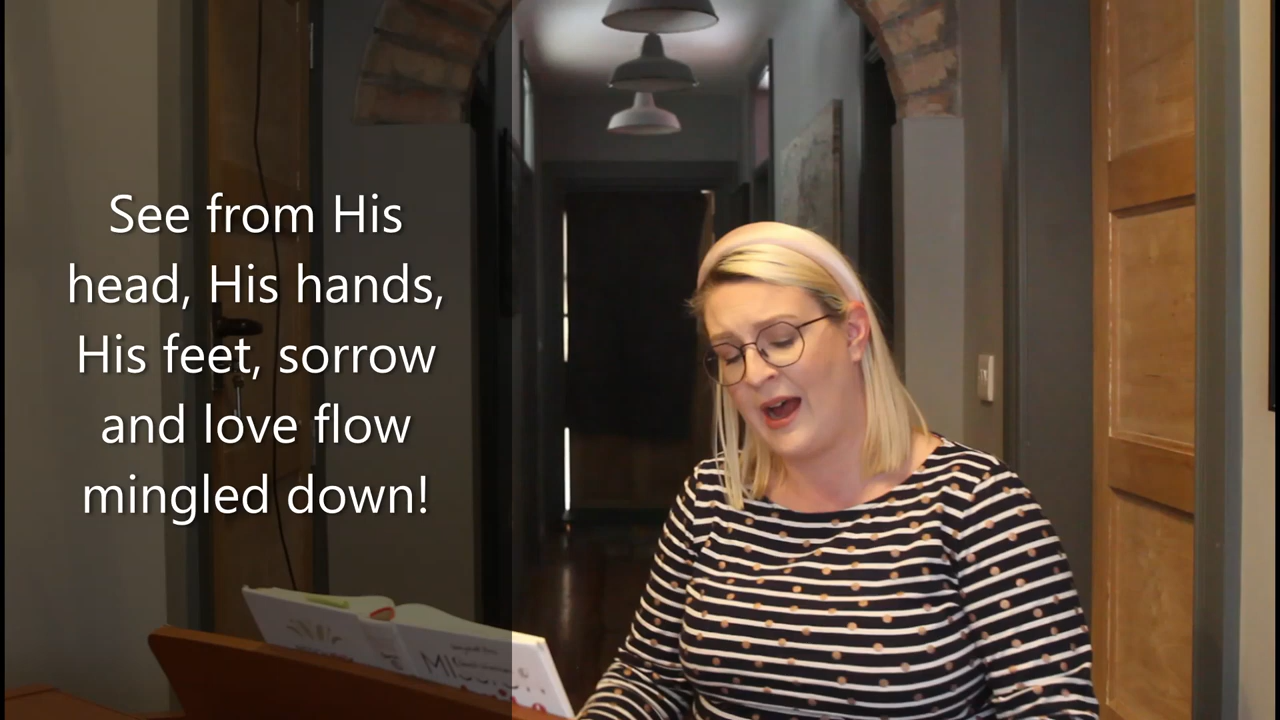 See from His
head, His hands,
His feet, sorrow
and love flow
mingled down!